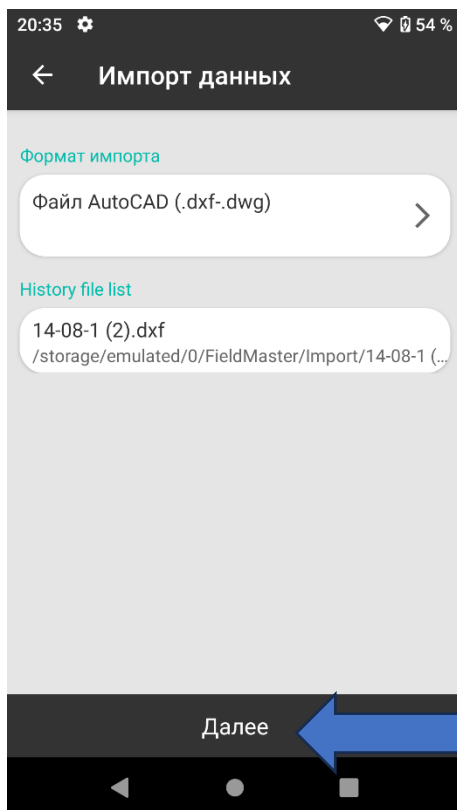 20:35 54 %
Импорт данных
Формат импорта
Файл AutoCAD (.dxf-.dwg)
History file list
14-08-1 (2).dxf
/storage/emulated/0/FieldMaster/Import/14-08-1 (...
Далее